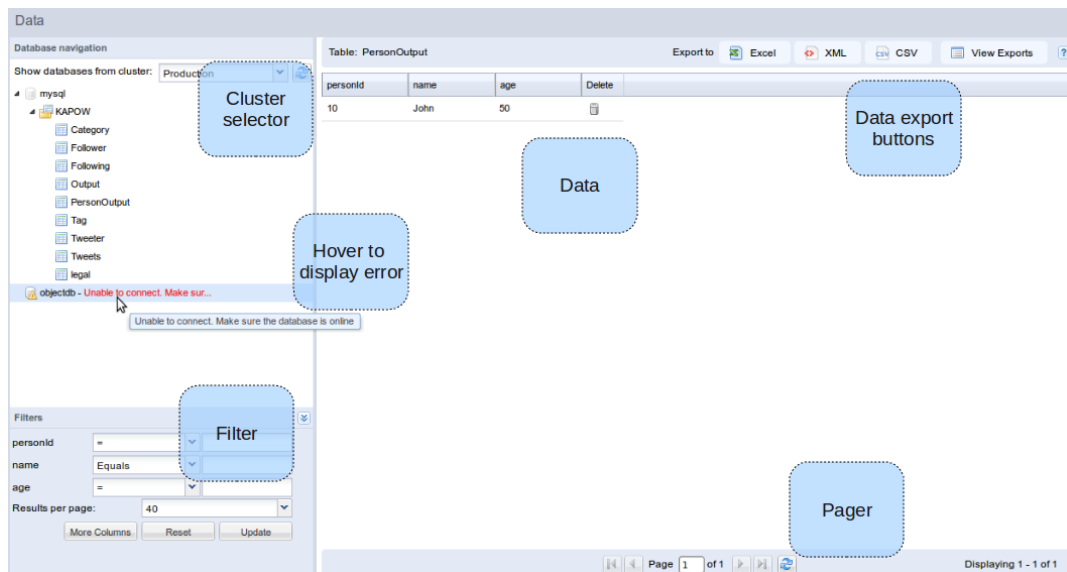 Data
Database navigation
Show databases from cluster: Production
mysql
KAPOW
Category
Follower
Following
Output
PersonOutput
Tag
Tweeter
Tweets
legal
objectdb - Unable to connect. Make sur...
Unable to connect. Make sure the database is online
Cluster
selector
Hover to
display error
Filters
personId =
name Equals
age =
Results per page: 40
More Columns Reset Update
Filter
Table: PersonOutput Export to Excel XML CSV View Exports ?
personId name age Delete
10 John 50
Data
Data export
buttons
Pager
Page 1 of 1 Displaying 1 - 1 of 1